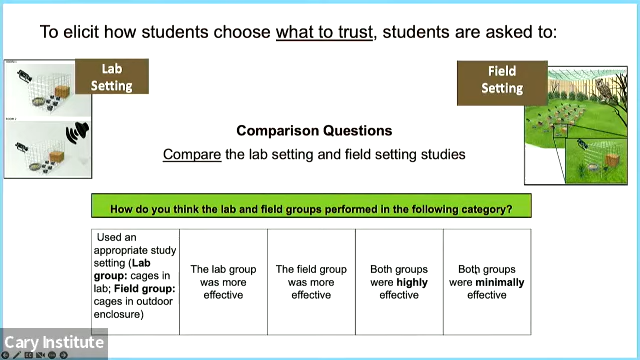 To elicit how students choose what to trust, students are asked to:
Lab
Setting
Field
Setting
Comparison Questions
Compare the lab setting and field setting studies
How do you think the lab and field groups performed in the following category?
Used an
appropriate study
setting (Lab
group: cages in
lab; Field group:
cages in outdoor
enclosure)
The lab group
was more
effective
The field group
was more
effective
Both groups
were highly
effective
Both groups
were minimally
effective
Cary Institute